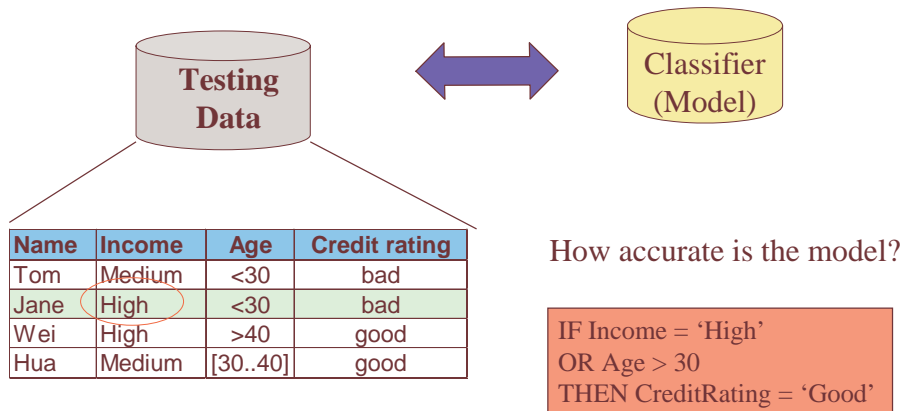 Testing
Data
Classifier
(Model)
Name Income Age Credit rating
Tom Medium <30 bad
Jane High <30 bad
Wei High >40 good
Hua Medium [30..40] good
How accurate is the model?
IF Income = ‘High’
OR Age > 30
THEN CreditRating = ‘Good’